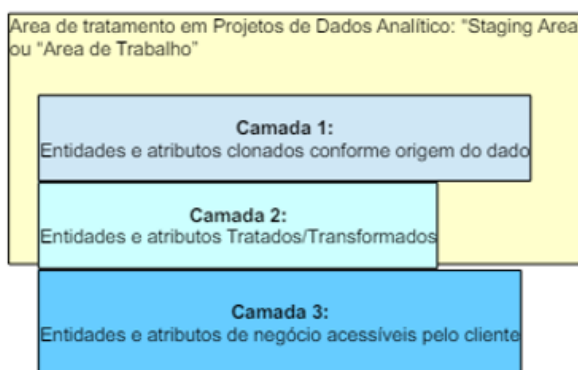 Area de tratamento em Projetos de Dados Analítico: "Staging Area
ou "Area de Trabalho"
Camada 1:
Entidades e atributos clonados conforme origem do dado
Camada 2:
Entidades e atributos Tratados/Transformados
Camada 3:
Entidades e atributos de negócio acessíveis pelo cliente